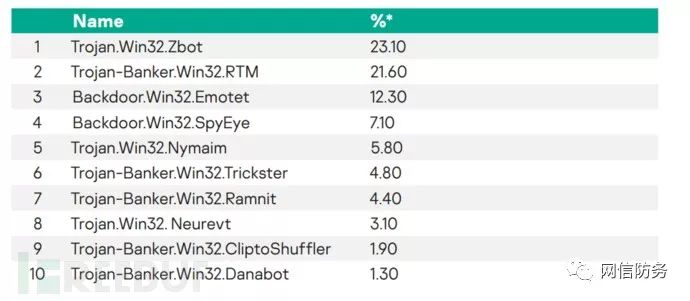 Name %*
1 Trojan.Win32.Zbot 23.10
2 Trojan-Banker.Win32.RTM 21.60
3 Backdoor.Win32.Emotet 12.30
4 Backdoor.Win32.SpyEye 7.10
5 Trojan.Win32.Nymaim 5.80
6 Trojan-Banker.Win32.Trickster 4.80
7 Trojan-Banker.Win32.Ramnit 4.40
8 Trojan.Win32. Neurevt 3.10
9 Trojan-Banker.Win32.CliptoShuffler 1.90
10 Trojan-Banker.Win32.Danabot 1.30
网信防务